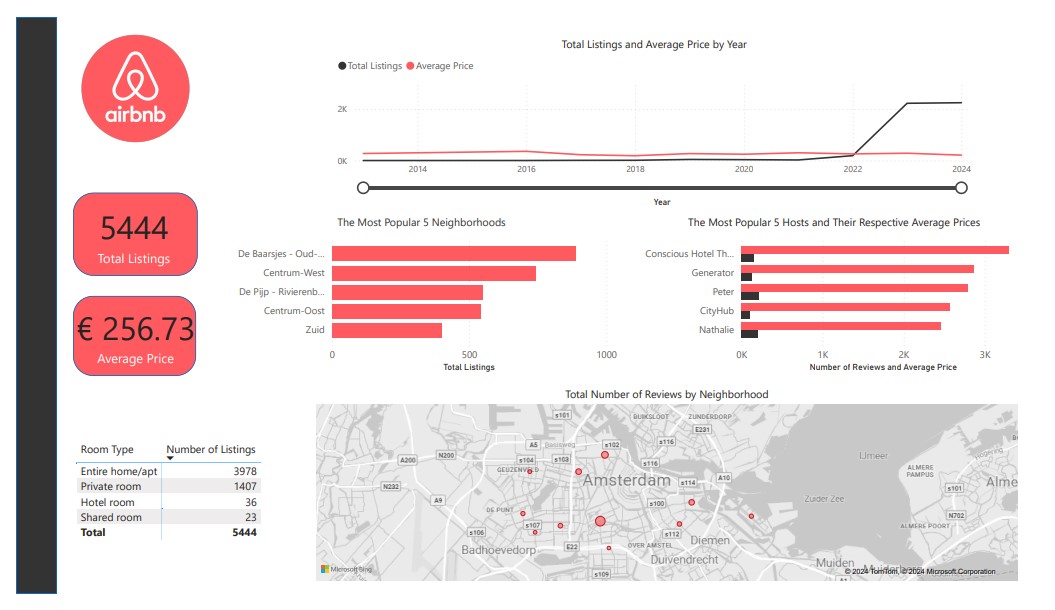 airbnb
5444
Total Listings
€ 256.73
Average Price
Room Type Number of Listings
Entire home/apt 3978
Private room 1407
Hotel room 36
Shared room 23
Total 5444
Total Listings and Average Price by Year
Total Listings Average Price
2K
0K
2014 2016 2018 2020 2022 2024
Year
The Most Popular 5 Neighborhoods
De Baarsjes - Oud-...
Centrum-West
De Pijp - Rivierenb...
Centrum-Oost
Zuid
0 500 1000
Total Listings
The Most Popular 5 Hosts and Their Respective Average Prices
Conscious Hotel Th...
Generator
Peter
CityHub
Nathalie
0K 1K 2K 3K
Number of Reviews and Average Price
Total Number of Reviews by Neighborhood
s101 BUIKSLOOT ZUNDERDORP
E231
A5 Basisweg s102 s116
A200 N200 s104 s103 s116 IJmeer
GEUZENVELD ALMERE
PAMPUS
N232 Amsterdam s114 A10 s101 Alme
A9 s100 Zuider Zee
DE PUNT N702
s106 s107 s112 ALMERE POORT
Badhoevedorp E22 OVER AMSTEL Diemen
Duivendrecht Muiden Muiderberg
s109
Microsoft Bing © 2024 TomTom, © 2024 Microsoft Corporation